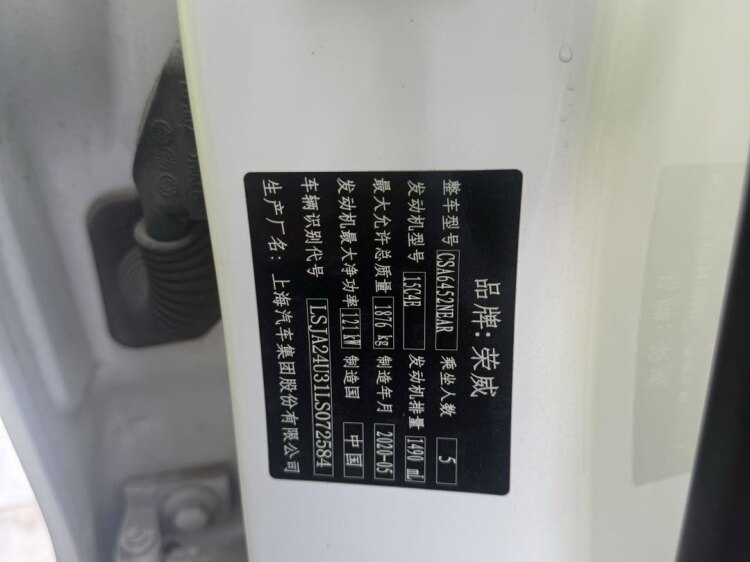 品牌:荣威
整车型号 CSA6452NEAR 乘坐人数 5
发动机型号 15C4E 发动机排量 1490 mL
最大允许总质量 1876 kg 制造年月 2020-05
发动机最大净功率 121kW 制造国 中国
车辆识别代号 LSJA24U31LS072584
生产厂名: 上海汽车集团股份有限公司